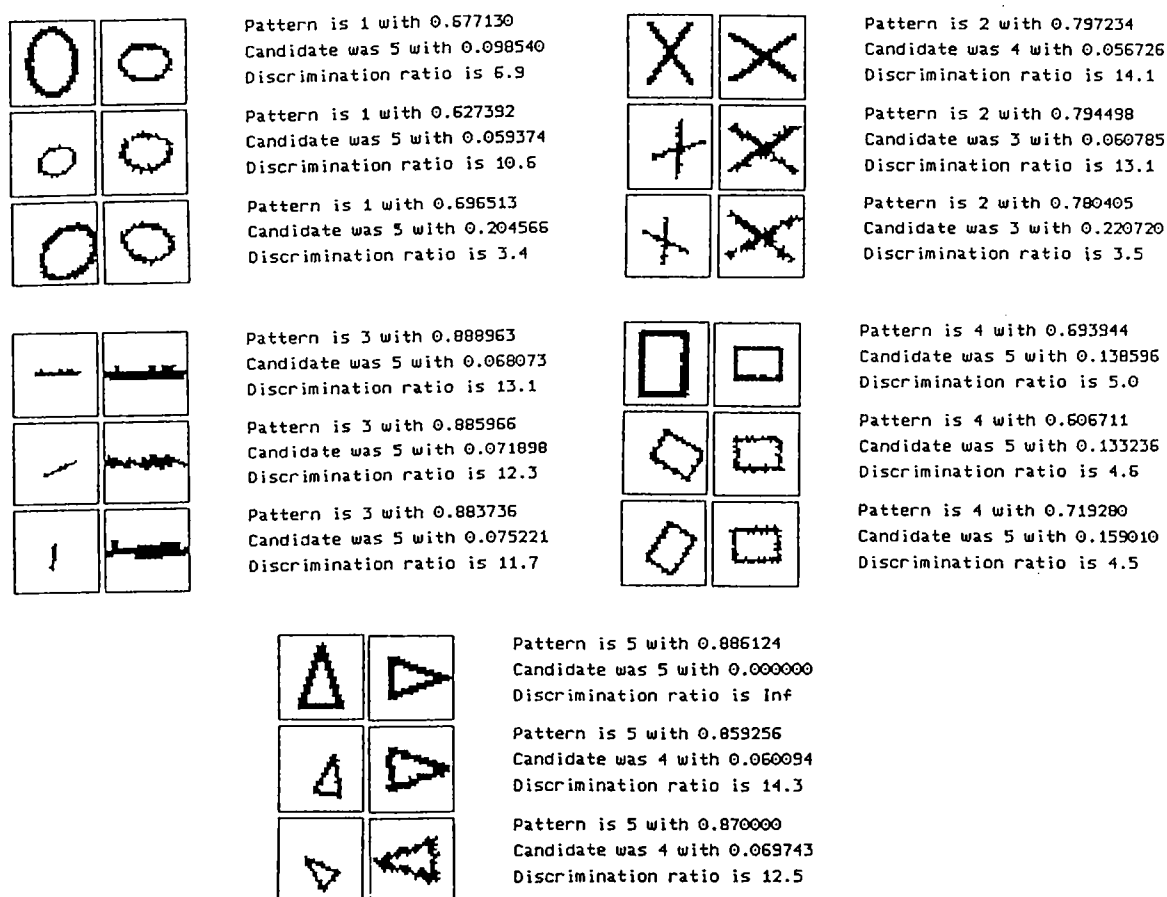 Pattern is 1 with 0.677130
Candidate was 5 with 0.098540
Discrimination ratio is 6.9
Pattern is 1 with 0.627392
Candidate was 5 with 0.059374
Discrimination ratio is 10.6
Pattern is 1 with 0.696513
Candidate was 5 with 0.204566
Discrimination ratio is 3.4
Pattern is 2 with 0.797234
Candidate was 4 with 0.056726
Discrimination ratio is 14.1
Pattern is 2 with 0.794498
Candidate was 3 with 0.060785
Discrimination ratio is 13.1
Pattern is 2 with 0.780405
Candidate was 3 with 0.220720
Discrimination ratio is 3.5
Pattern is 3 with 0.888963
Candidate was 5 with 0.068073
Discrimination ratio is 13.1
Pattern is 3 with 0.885966
Candidate was 5 with 0.071898
Discrimination ratio is 12.3
Pattern is 3 with 0.883736
Candidate was 5 with 0.075221
Discrimination ratio is 11.7
Pattern is 4 with 0.693944
Candidate was 5 with 0.138596
Discrimination ratio is 5.0
Pattern is 4 with 0.606711
Candidate was 5 with 0.133236
Discrimination ratio is 4.6
Pattern is 4 with 0.719280
Candidate was 5 with 0.159010
Discrimination ratio is 4.5
Pattern is 5 with 0.886124
Candidate was 5 with 0.000000
Discrimination ratio is Inf
Pattern is 5 with 0.859256
Candidate was 4 with 0.060094
Discrimination ratio is 14.3
Pattern is 5 with 0.870000
Candidate was 4 with 0.069743
Discrimination ratio is 12.5